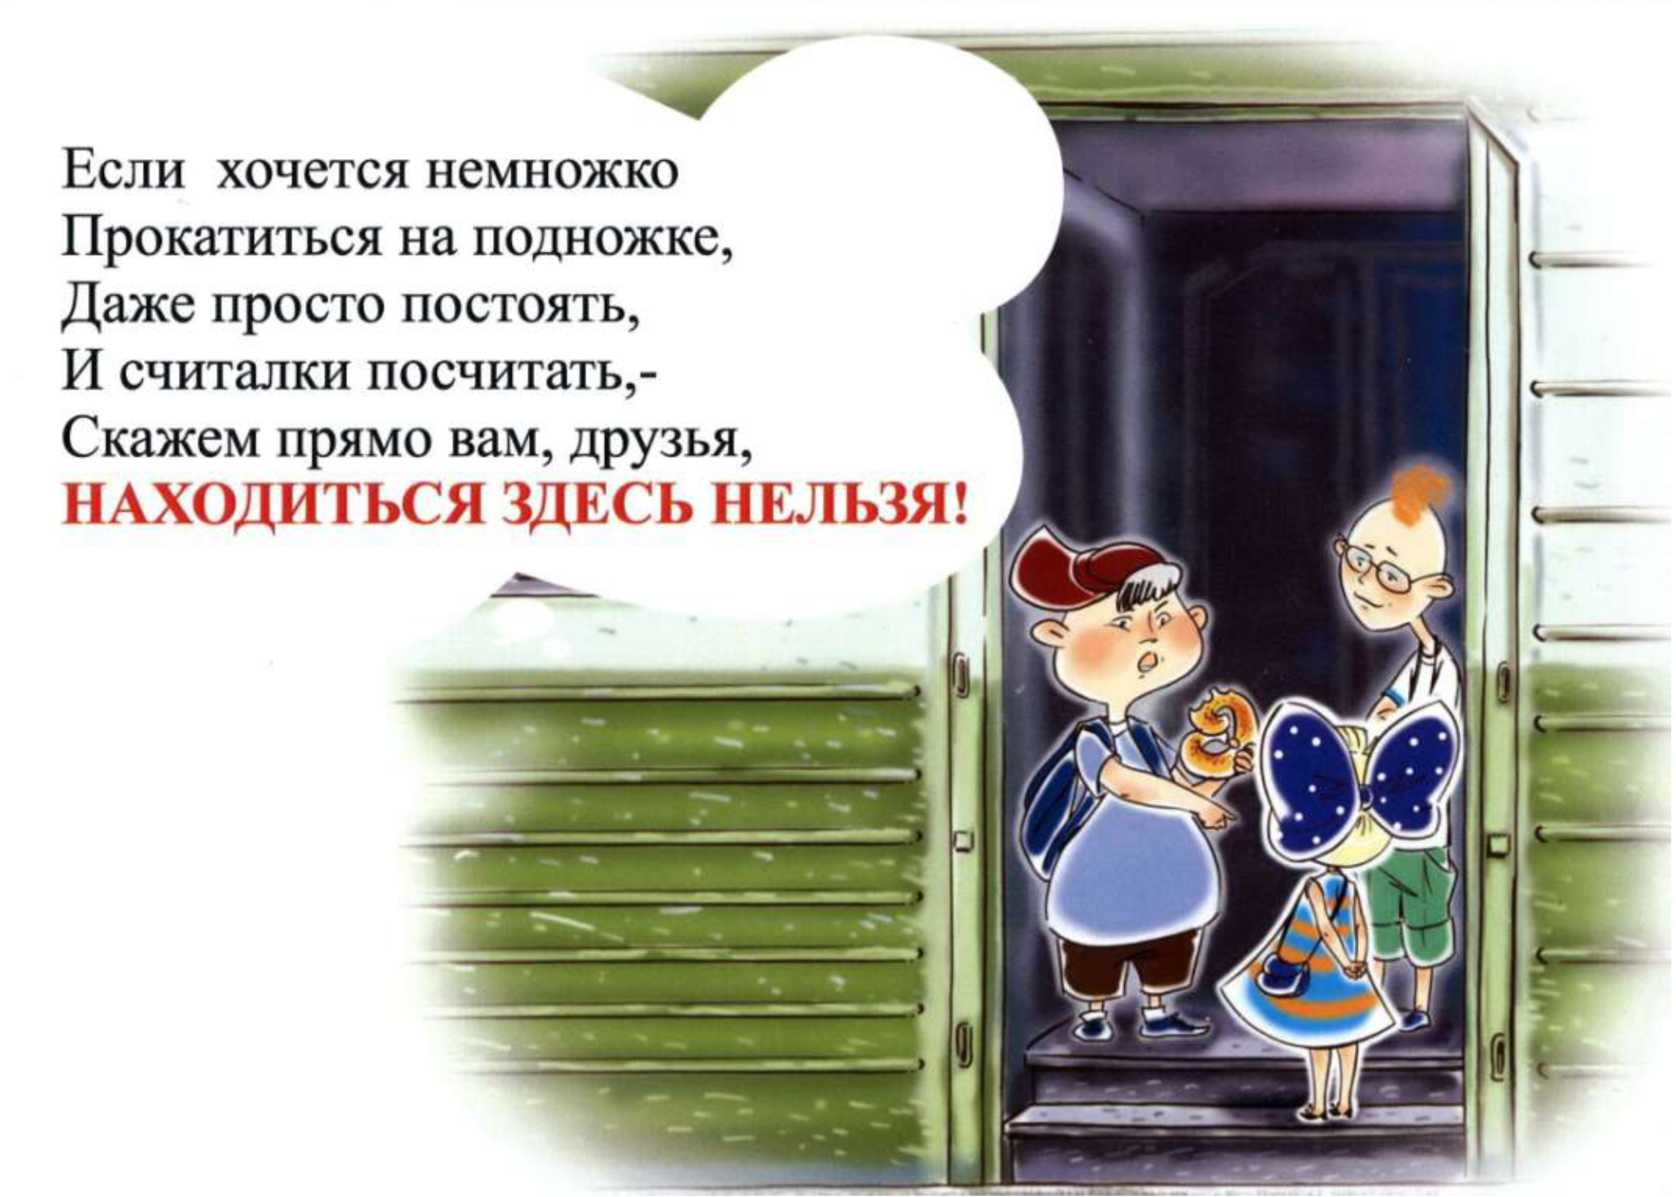 Если хочется немножко
Прокатиться на подножке,
Даже просто постоять,
И считалки посчитать,-
Скажем прямо вам, друзья,
НАХОДИТЬСЯ ЗДЕСЬ НЕЛЬЗЯ!